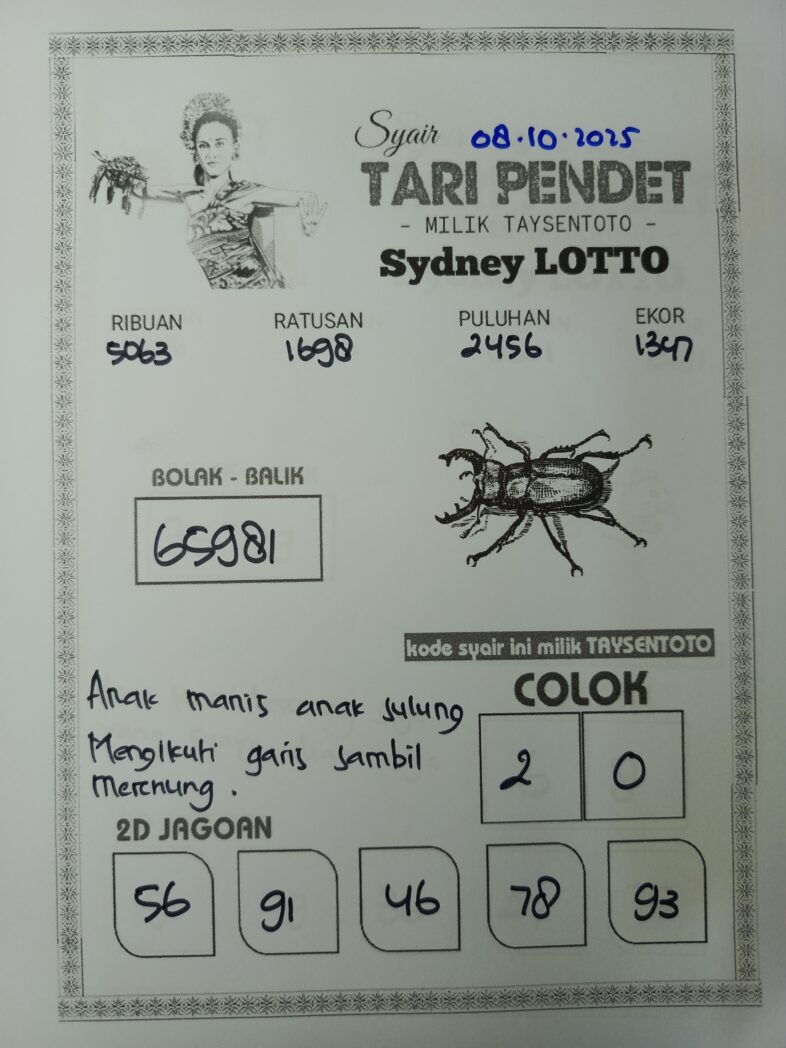 Syair 08.10.2025
TARI PENDET
- MILIK TAYSENTOTO -
Sydney LOTTO
RIBUAN RATUSAN PULUHAN EKOR
5063 1698 2456 1347
BOLAK - BALIK
65981
kode syair ini milik TAYSENTOTO
Anak manis anak sulung
Mengikuti garis sambil
merenung.
COLOK
2 0
2D JAGOAN
56 91 46 78 93